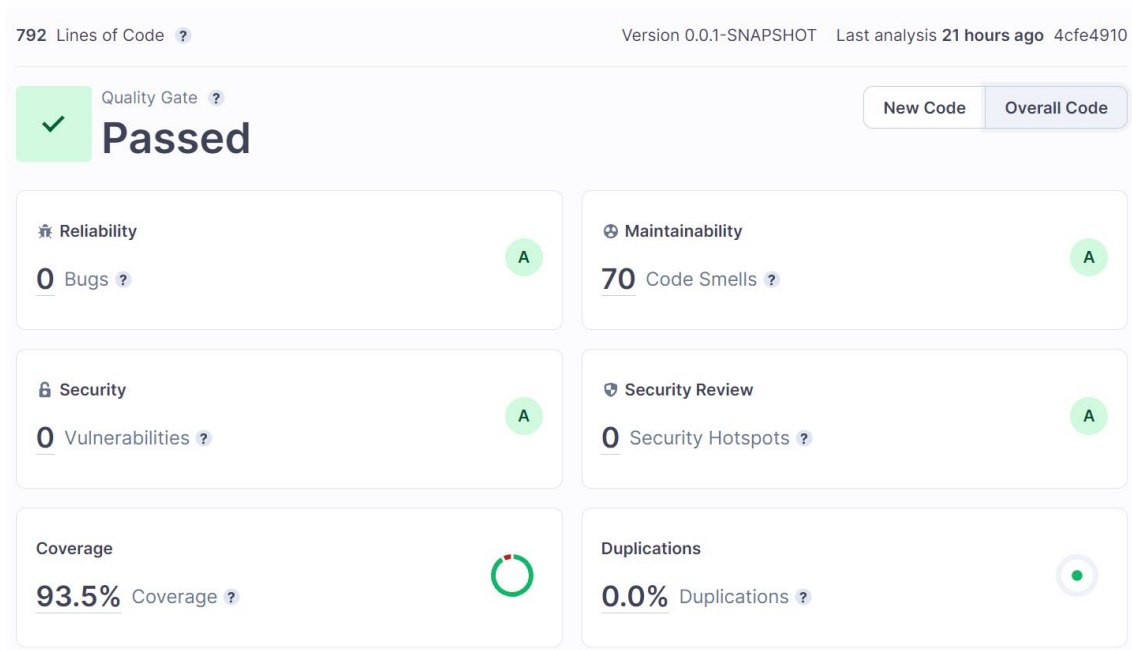 792 Lines of Code ?
Version 0.0.1-SNAPSHOT Last analysis 21 hours ago 4cfe4910
Quality Gate ?
Passed
New Code
Overall Code
Reliability
0 Bugs ?
A
Maintainability
70 Code Smells ?
A
Security
0 Vulnerabilities ?
A
Security Review
0 Security Hotspots ?
A
Coverage
93.5% Coverage ?
Duplications
0.0% Duplications ?